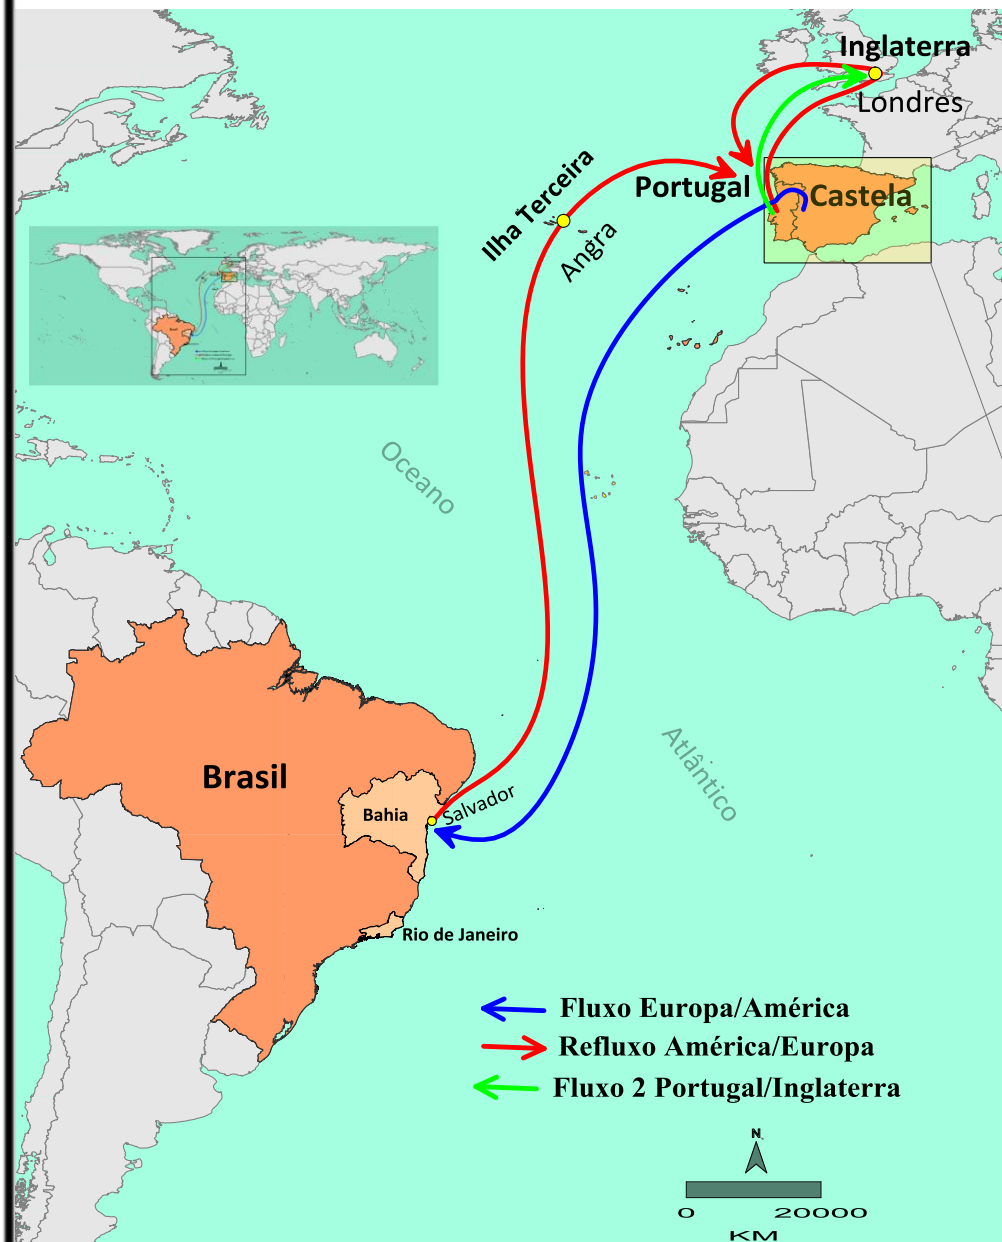 Inglaterra
Londres
Ilha Terceira
Angra
Portugal
Castela
Oceano
Atlântico
Brasil
Bahia
Salvador
Rio de Janeiro
Fluxo Europa/América
Refluxo América/Europa
Fluxo 2 Portugal/Inglaterra
N
0 20000
KM